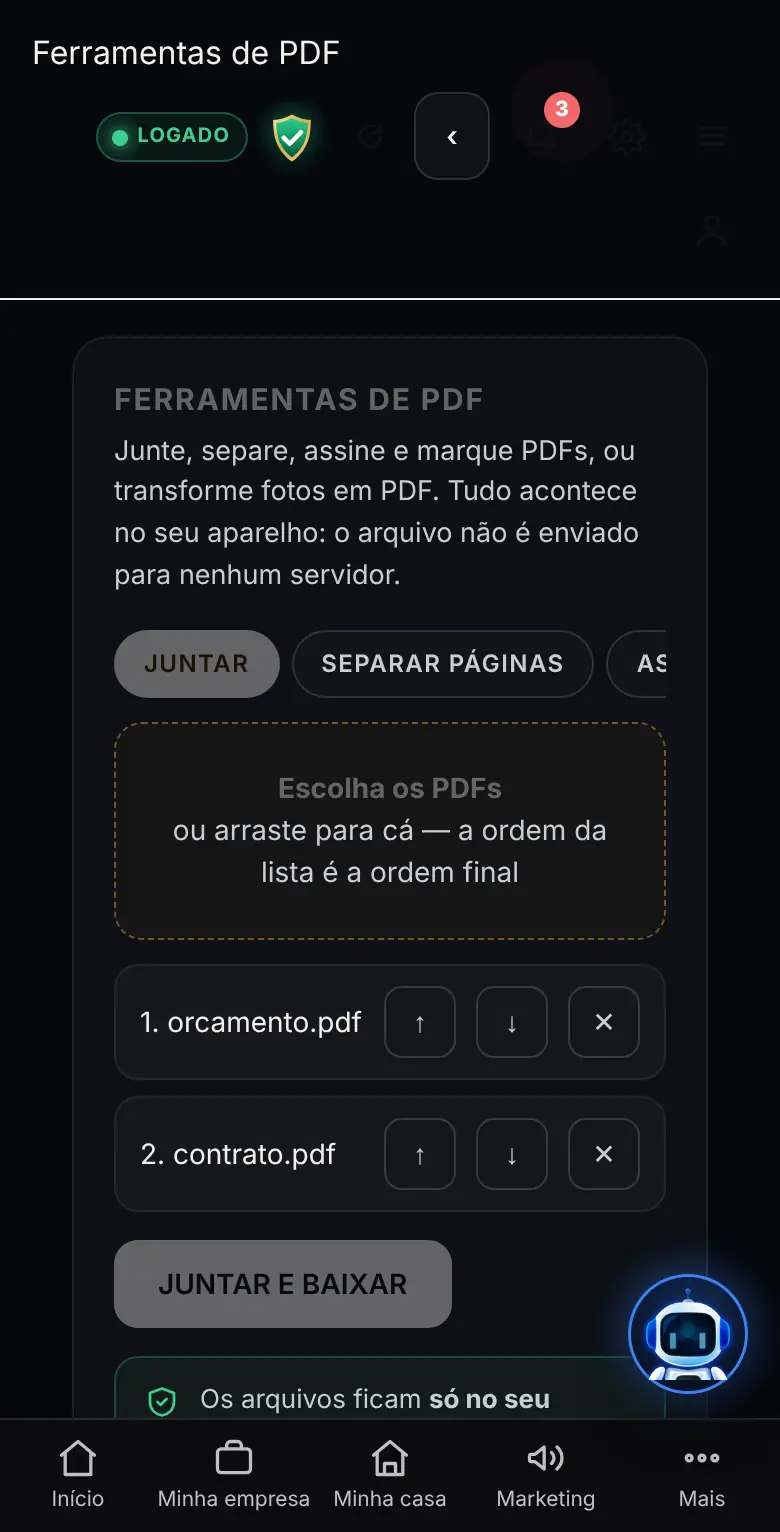 Ferramentas de PDF
LOGADO
‹
3
FERRAMENTAS DE PDF
Junte, separe, assine e marque PDFs, ou
transforme fotos em PDF. Tudo acontece
no seu aparelho: o arquivo não é enviado
para nenhum servidor.
JUNTAR SEPARAR PÁGINAS AS
Escolha os PDFs
ou arraste para cá — a ordem da
lista é a ordem final
1. orcamento.pdf ↑ ↓ ✕
2. contrato.pdf ↑ ↓ ✕
JUNTAR E BAIXAR
Os arquivos ficam só no seu
Início Minha empresa Minha casa Marketing Mais